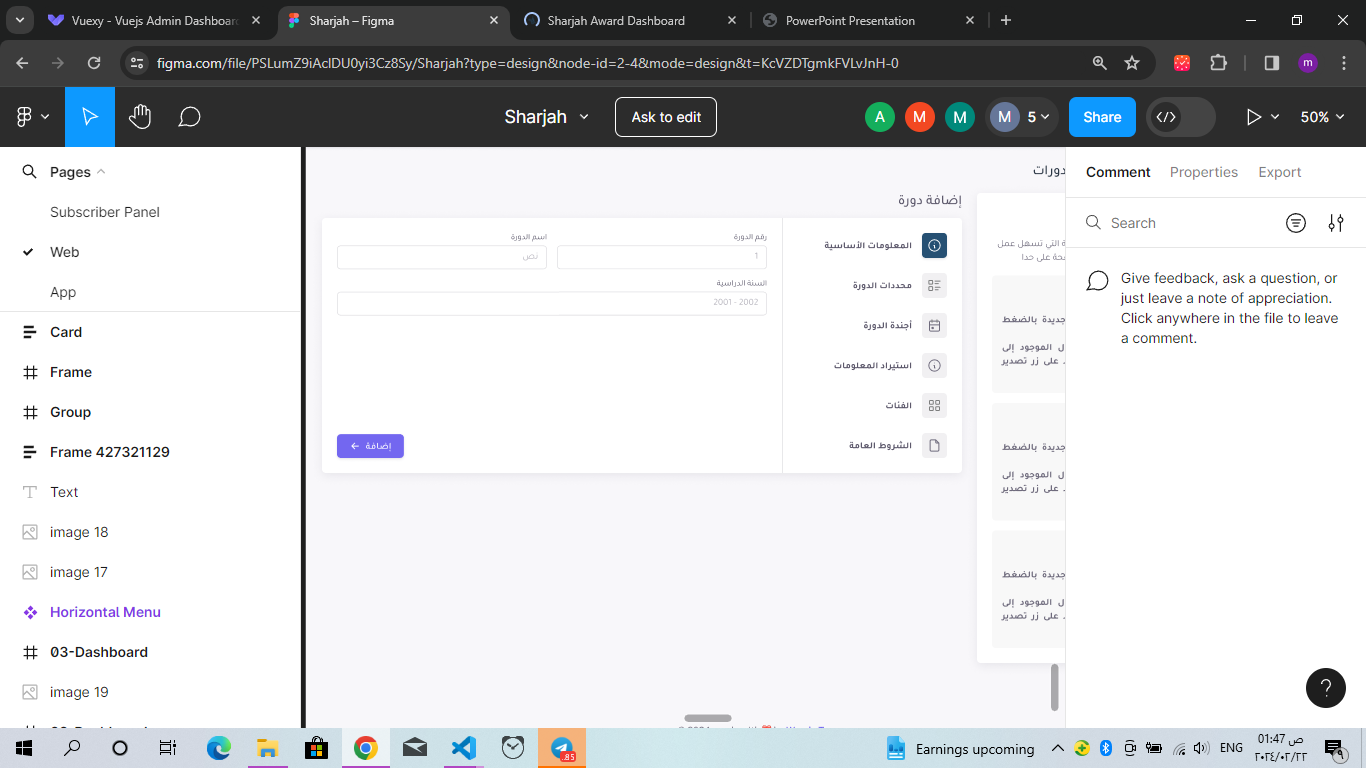 Vuexy - Vuejs Admin Dashboar
Sharjah – Figma
Sharjah Award Dashboard
PowerPoint Presentation
figma.com/file/PSLumZ9iAclDU0yi3Cz8Sy/Sharjah?type=design&node-id=2-4&mode=design&t=KcVZDTgmkFVLvJnH-0
m
Sharjah
Ask to edit
A
M
M
M
5
Share
50%
Pages
Subscriber Panel
Web
App
Card
Frame
Group
Frame 427321129
Text
image 18
image 17
Horizontal Menu
03-Dashboard
image 19
دورات
إضافة دورة
المعلومات الأساسية
محددات الدورة
أجندة الدورة
استيراد المعلومات
الفئات
الشروط العامة
رقم الدورة
اسم الدورة
1
نص
السنة الدراسية
2001 - 2002
إضافة
ة التي تسهل عمل
حة على حدا
جديدة بالضغط
ل الموجود إلى
على زر تصدير
جديدة بالضغط
ل الموجود إلى
على زر تصدير
جديدة بالضغط
ل الموجود إلى
على زر تصدير
Comment
Properties
Export
Search
Give feedback, ask a question, or
just leave a note of appreciation.
Click anywhere in the file to leave
a comment.
?
85
Earnings upcoming
ENG
01:47 ص
٢٠٢٤/٠٢/٢٢
٩